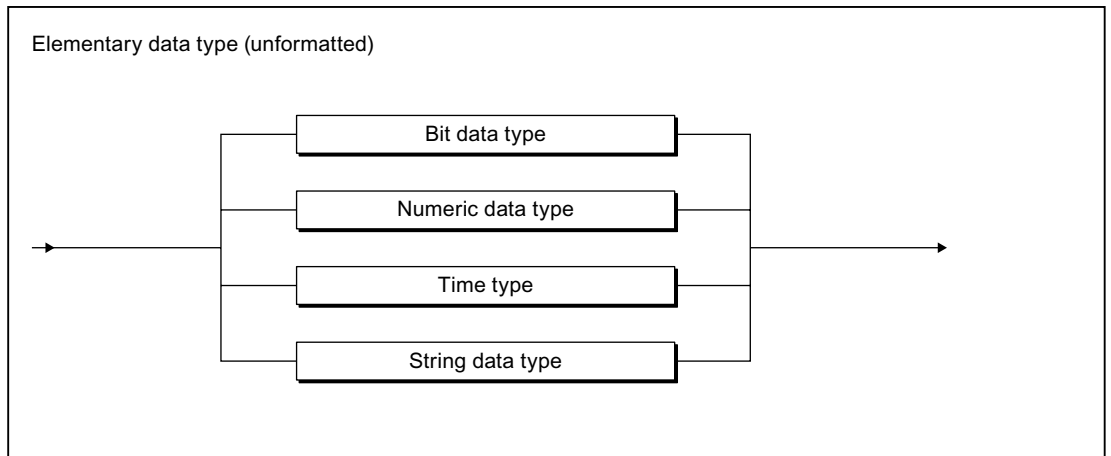 Elementary data type (unformatted)
Bit data type
Numeric data type
Time type
String data type